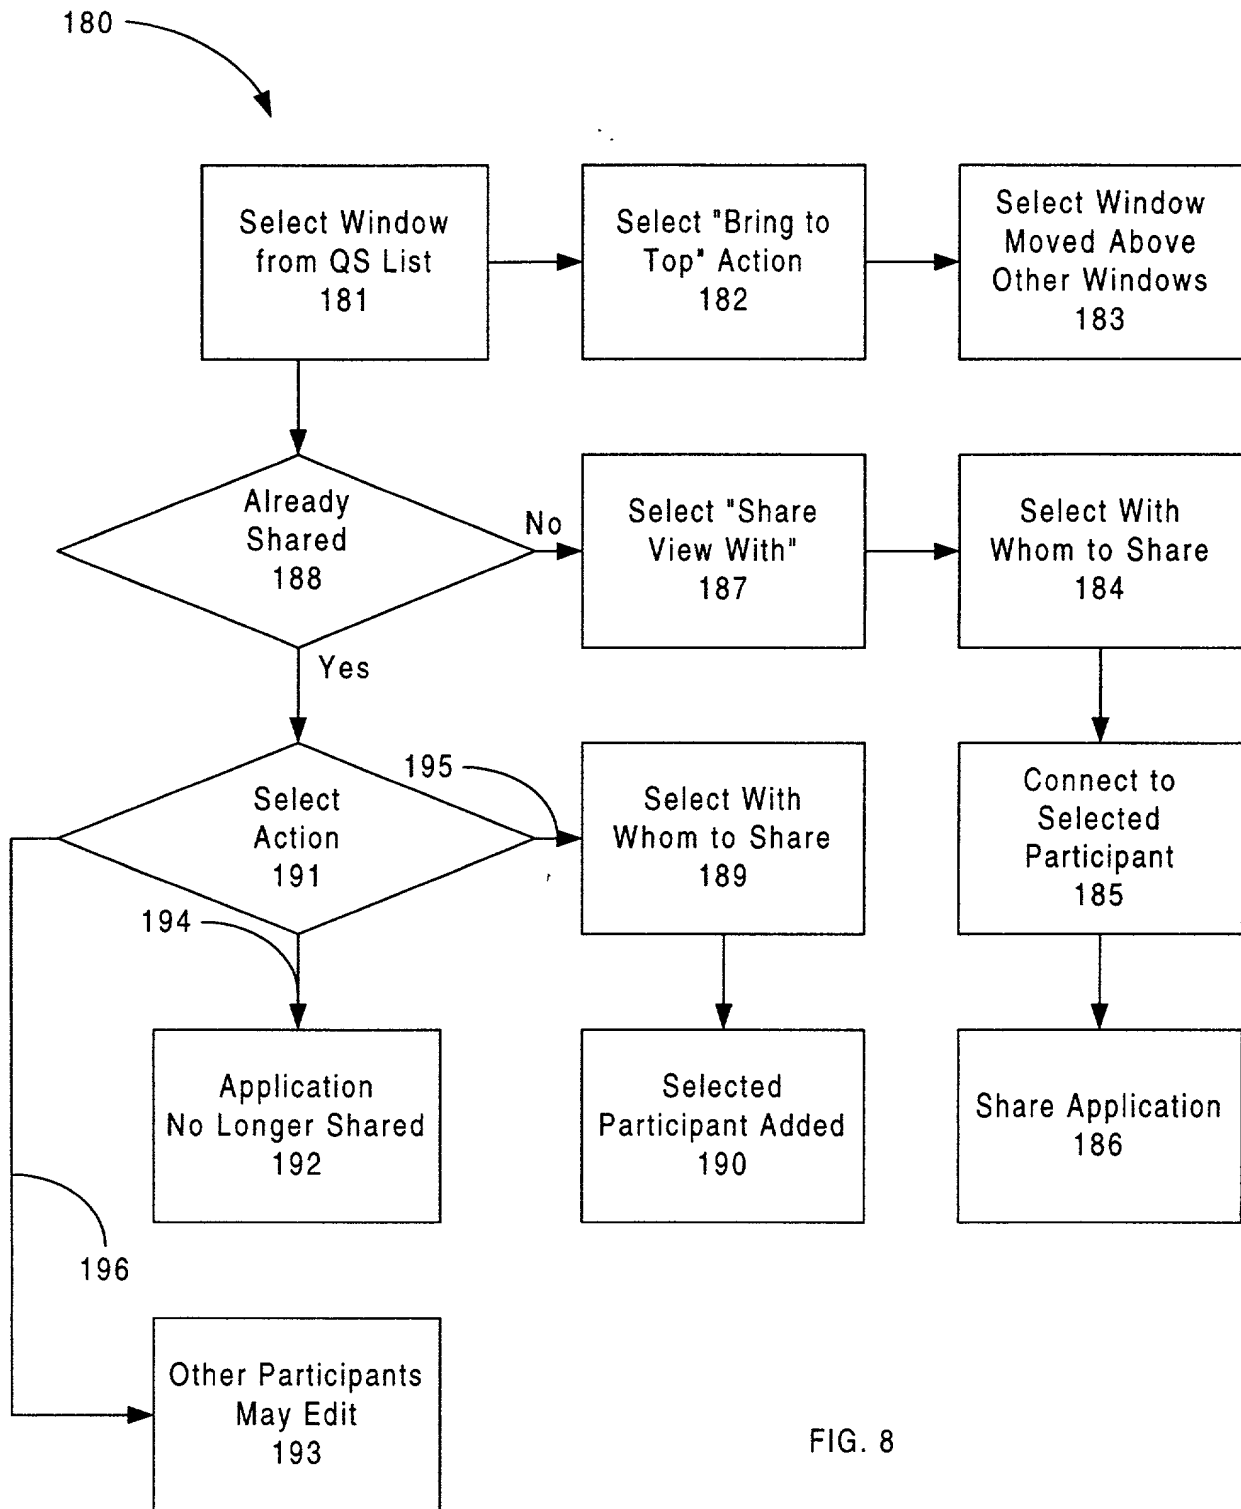 180
Select Window
from QS List
181
Select "Bring to
Top" Action
182
Select Window
Moved Above
Other Windows
183
Already
Shared
188
No
Select "Share
View With"
187
Select With
Whom to Share
184
Yes
Select
Action
191
195
Select With
Whom to Share
189
Connect to
Selected
Participant
185
194
Application
No Longer Shared
192
Selected
Participant Added
190
Share Application
186
196
Other Participants
May Edit
193
FIG. 8